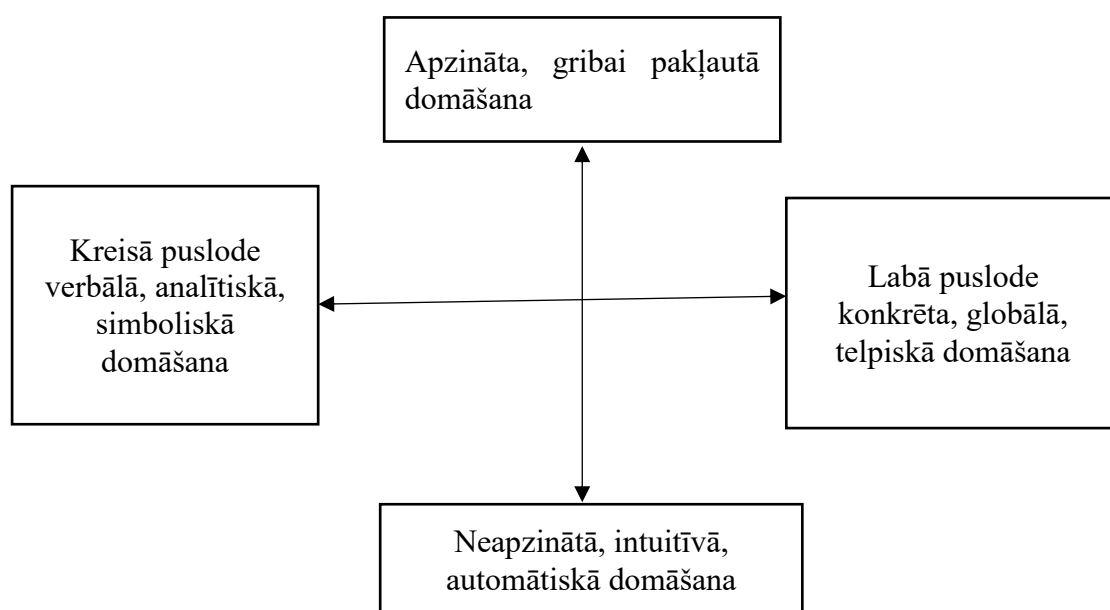 Apzināta, gribai pakļautā
domāšana
Kreisā puslode
verbālā, analītiskā,
simboliskā
domāšana
Labā puslode
konkrēta, globālā,
telpiskā domāšana
Neapzinātā, intuitīvā,
automātiskā domāšana